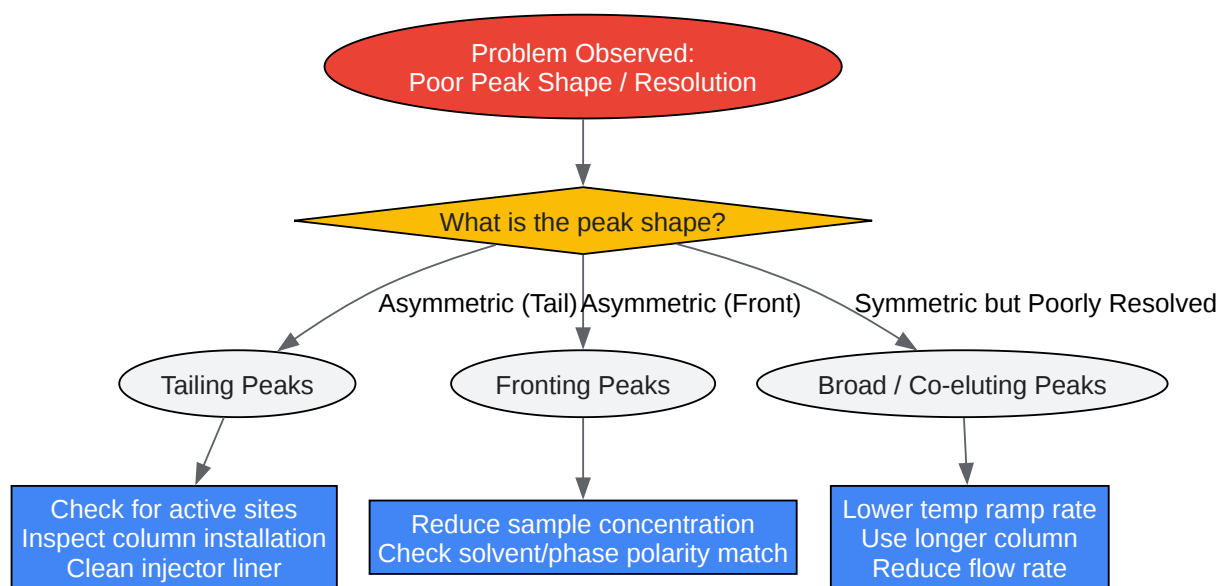 Problem Observed:
Poor Peak Shape / Resolution
What is the peak shape?
Asymmetric (Tail)
Asymmetric (Front)
Symmetric but Poorly Resolved
Tailing Peaks
Fronting Peaks
Broad / Co-eluting Peaks
Check for active sites
Inspect column installation
Clean injector liner
Reduce sample concentration
Check solvent/phase polarity match
Lower temp ramp rate
Use longer column
Reduce flow rate